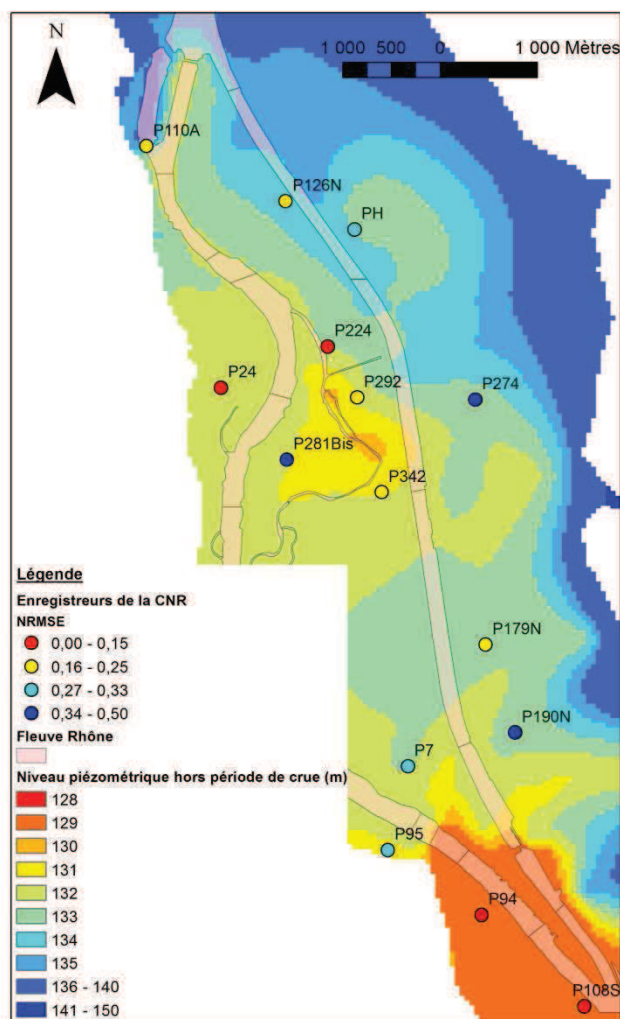 N
1 000 500 0 1 000 Mètres
P110A
P126N
PH
P224
P24
P292
P274
P281Bis
P342
P179N
P190N
P7
P95
P94
P108S
Légende
Enregistreurs de la CNR
NRMSE
0,00 - 0,15
0,16 - 0,25
0,27 - 0,33
0,34 - 0,50
Fleuve Rhône
Niveau piézométrique hors période de crue (m)
128
129
130
131
132
133
134
135
136 - 140
141 - 150